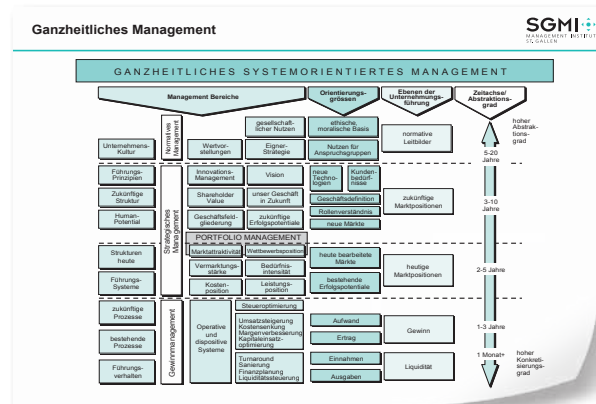 Ganzheitliches Management
SGMI
MANAGEMENT INSTITUT
ST. GALLEN
GANZHEITLICHES SYSTEMORIENTIERTES MANAGEMENT
Management Bereiche
Orientierungs-
grössen
Ebenen der
Unternehmungs-
führung
Zeitachse/
Abstraktions-
grad
Normatives
Management
Unternehmens-
Kultur
Wertvor-
stellungen
gesellschaft-
licher Nutzen
Eigner-
Strategie
ethische,
moralische Basis
Nutzen für
Anspruchsgruppen
normative
Leitbilder
hoher
Abstrak-
tions-
grad
5-20
Jahre
Strategisches
Management
Führungs-
Prinzipien
Zukünftige
Struktur
Human-
Potential
Innovations-
Management
Vision
Shareholder
Value
unser Geschäft
in Zukunft
Geschäftsfeld-
gliederung
zukünftige
Erfolgspotentiale
neue
Techno-
logien
Kunden-
bedürf-
nisse
Geschäftsdefinition
Rollenverständnis
neue Märkte
zukünftige
Marktpositionen
3-10
Jahre
PORTFOLIO MANAGEMENT
Strukturen
heute
Führungs-
Systeme
Marktattraktivität
Wettbewerbsposition
Vermarktungs-
stärke
Bedürfnis-
intensität
Kosten-
position
Leistungs-
position
heute bearbeitete
Märkte
bestehende
Erfolgspotentiale
heutige
Marktpositionen
2-5 Jahre
Gewinnmanagement
zukünftige
Prozesse
bestehende
Prozesse
Führungs-
verhalten
Operative
und
dispositive
Systeme
Steueroptimierung
Umsatzsteigerung
Kostensenkung
Margenverbesserung
Kapitaleinsatz-
optimierung
Turnaround
Sanierung
Finanzplanung
Liquiditätssteuerung
Aufwand
Ertrag
Einnahmen
Ausgaben
Gewinn
Liquidität
1-3 Jahre
1 Monat+
hoher
Konkreti-
sierungs-
grad